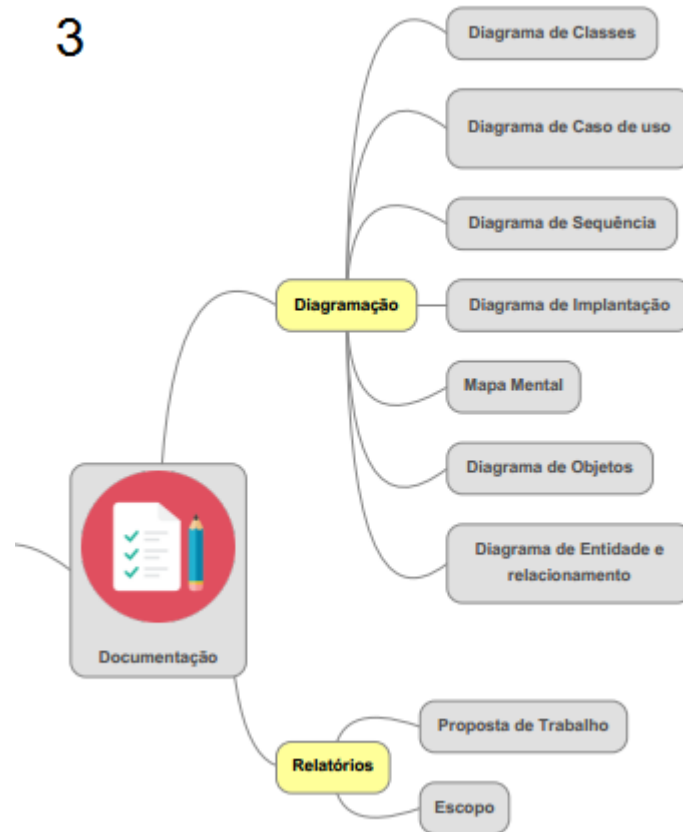 3
Diagrama de Classes
Diagrama de Caso de uso
Diagrama de Sequência
Diagramação
Diagrama de Implantação
Mapa Mental
Diagrama de Objetos
Diagrama de Entidade e
relacionamento
Documentação
Proposta de Trabalho
Relatórios
Escopo